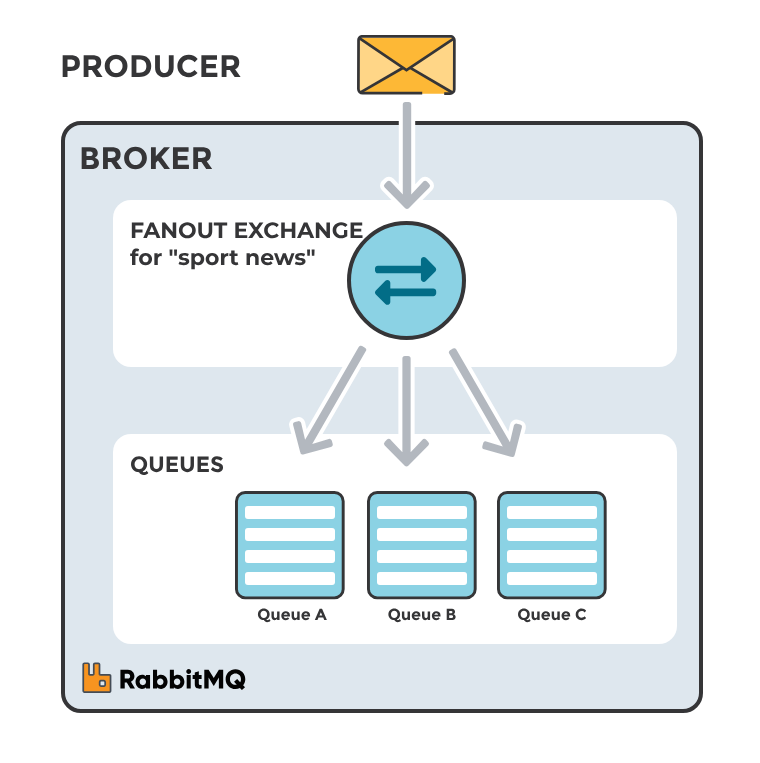 PRODUCER
BROKER
FANOUT EXCHANGE
for "sport news"
QUEUES
Queue A
Queue B
Queue C
RabbitMQ